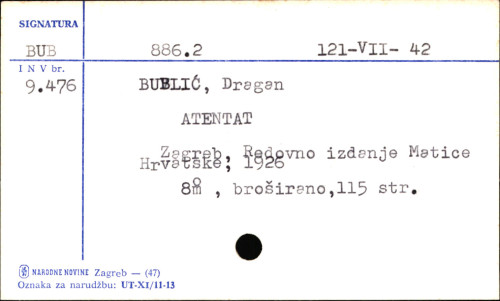 SIGNATURA
BUB 886.2 121-VII- 42
I N V br.
9.476 BUBLIĆ, Dragan
ATENTAT
Zagreb, Redovno izdanje Matice
Hrvatske, 1926
8º , broširano,115 str.
NARODNE NOVINE Zagreb — (47)
Oznaka za narudžbu: UT-XI/11-13